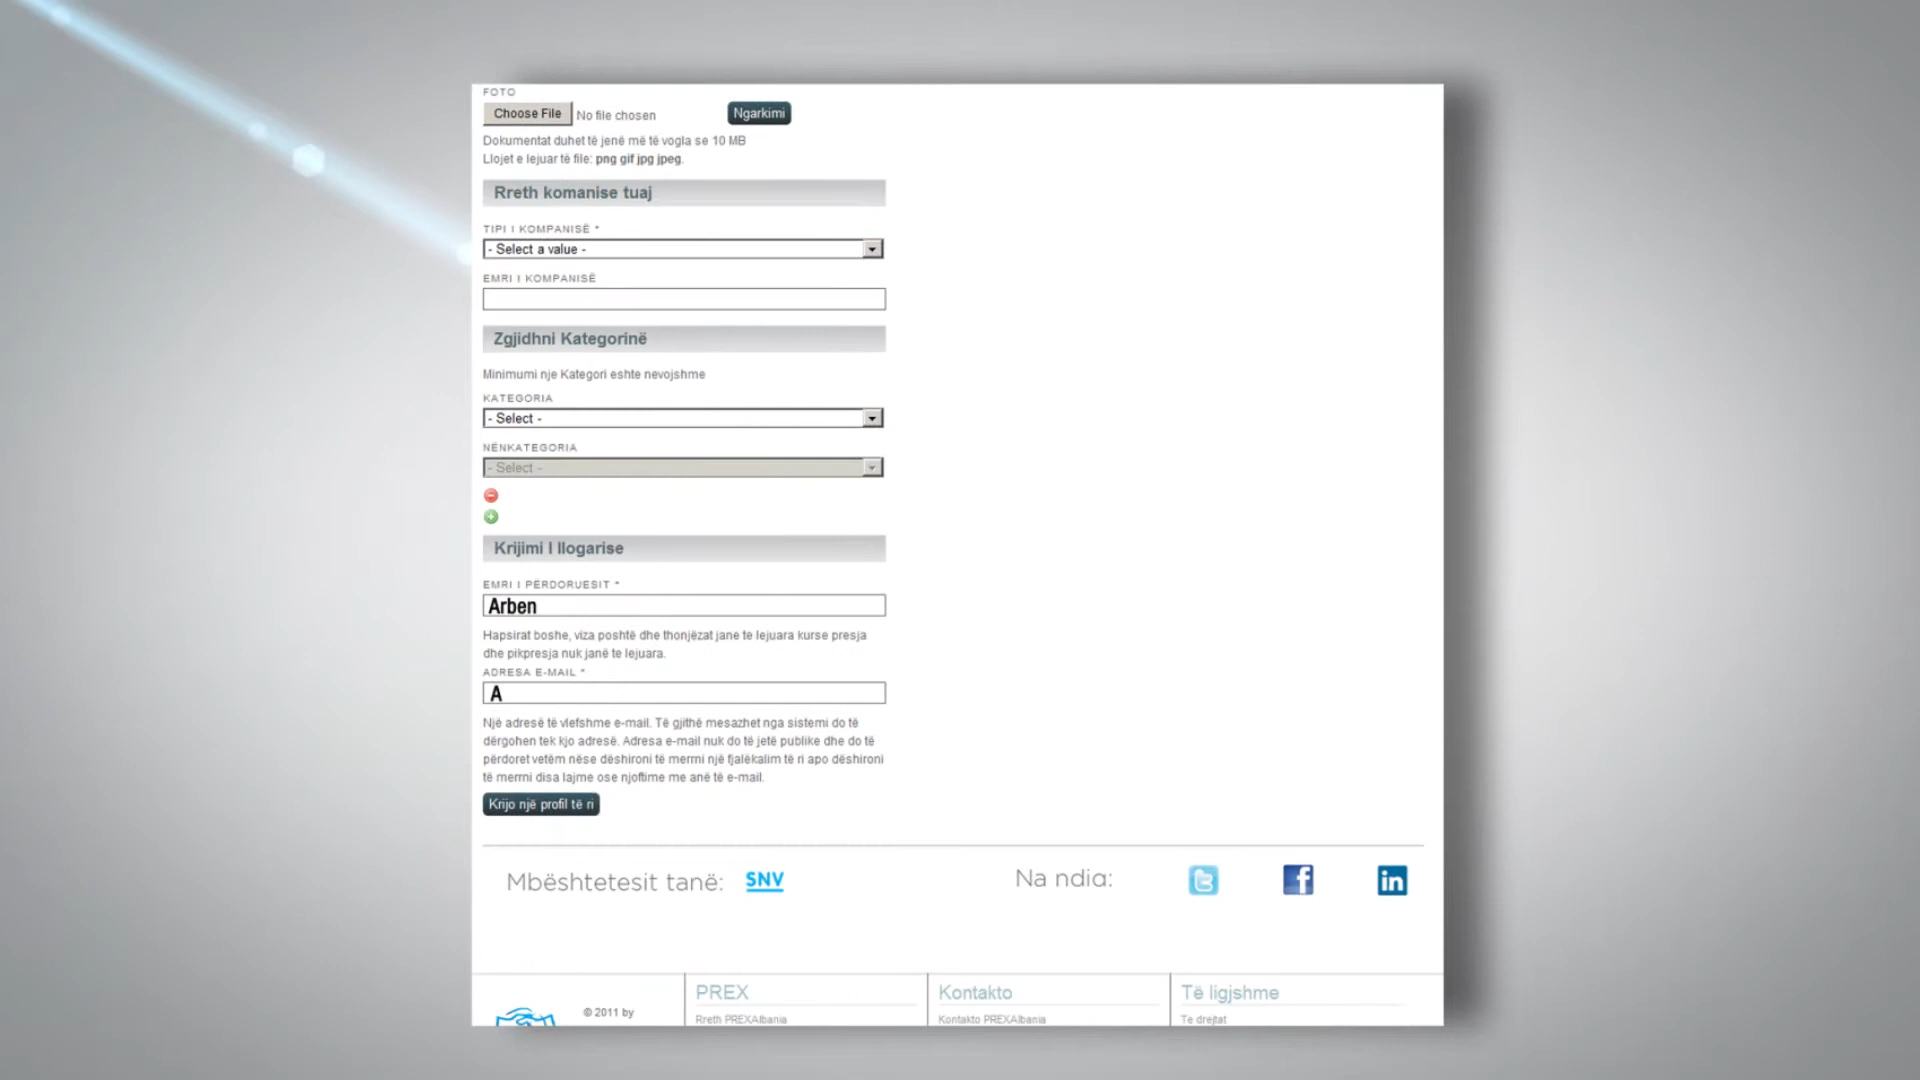 FOTO
Choose File No file chosen Ngarkimi
Dokumentat duhet të jenë më të vogla se 10 MB
Llojet e lejuar të file: png gif jpg jpeg.
Rreth komanise tuaj
TIPI I KOMPANISË *
- Select a value -
EMRI I KOMPANISË
Zgjidhni Kategorinë
Minimumi nje Kategori eshte nevojshme
KATEGORIA
- Select -
NËNKATEGORIA
- Select -
Krijimi I llogarise
EMRI I PËRDORUESIT *
Arben
Hapsirat boshe, viza poshtë dhe thonjëzat jane te lejuara kurse presja
dhe pikpresja nuk janë te lejuara.
ADRESA E-MAIL *
A
Një adresë të vlefshme e-mail. Të gjithë mesazhet nga sistemi do të
dërgohen tek kjo adresë. Adresa e-mail nuk do të jetë publike dhe do të
përdoret vetëm nëse dëshironi të merrni një fjalëkalim të ri apo dëshironi
të merrni disa lajme ose njoftime me anë të e-mail.
Krijo një profil të ri
Mbështetesit tanë: SNV Na ndia:
PREX Kontakto Të ligjshme
© 2011 by Rreth PREXAlbania Kontakto PREXAlbania Te drejtat